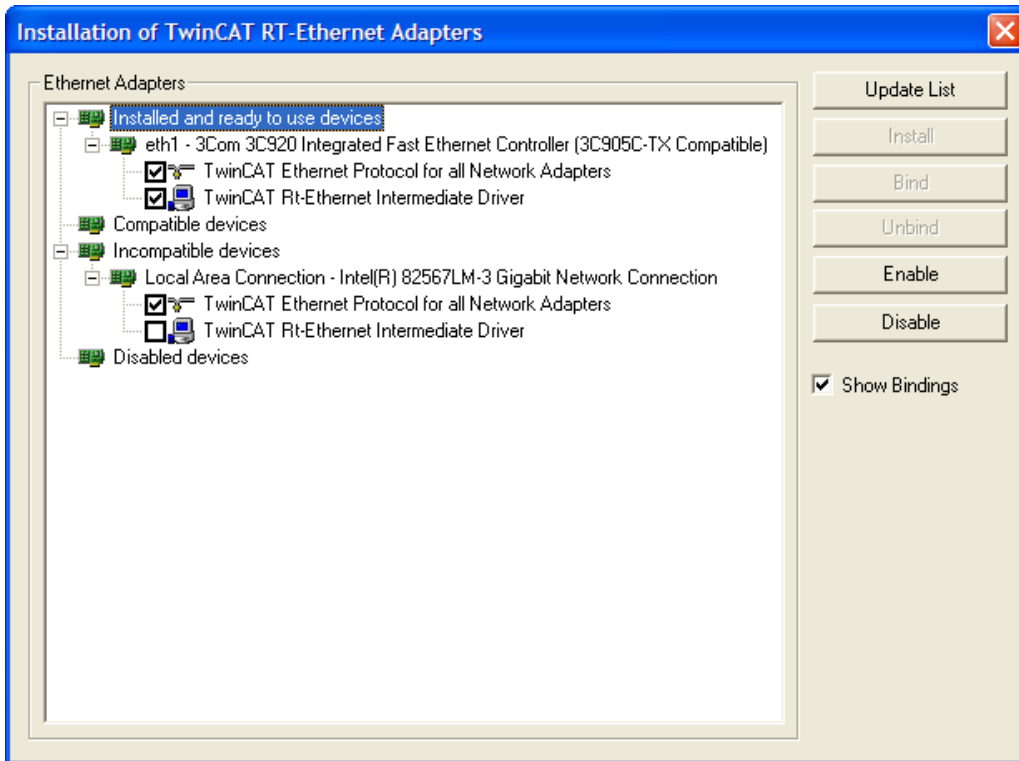 Installation of TwinCAT RT-Ethernet Adapters
Ethernet Adapters
Installed and ready to use devices
eth1 - 3Com 3C920 Integrated Fast Ethernet Controller (3C905C-TX Compatible)
TwinCAT Ethernet Protocol for all Network Adapters
TwinCAT Rt-Ethernet Intermediate Driver
Compatible devices
Incompatible devices
Local Area Connection - Intel(R) 82567LM-3 Gigabit Network Connection
TwinCAT Ethernet Protocol for all Network Adapters
TwinCAT Rt-Ethernet Intermediate Driver
Disabled devices
Update List
Install
Bind
Unbind
Enable
Disable
Show Bindings